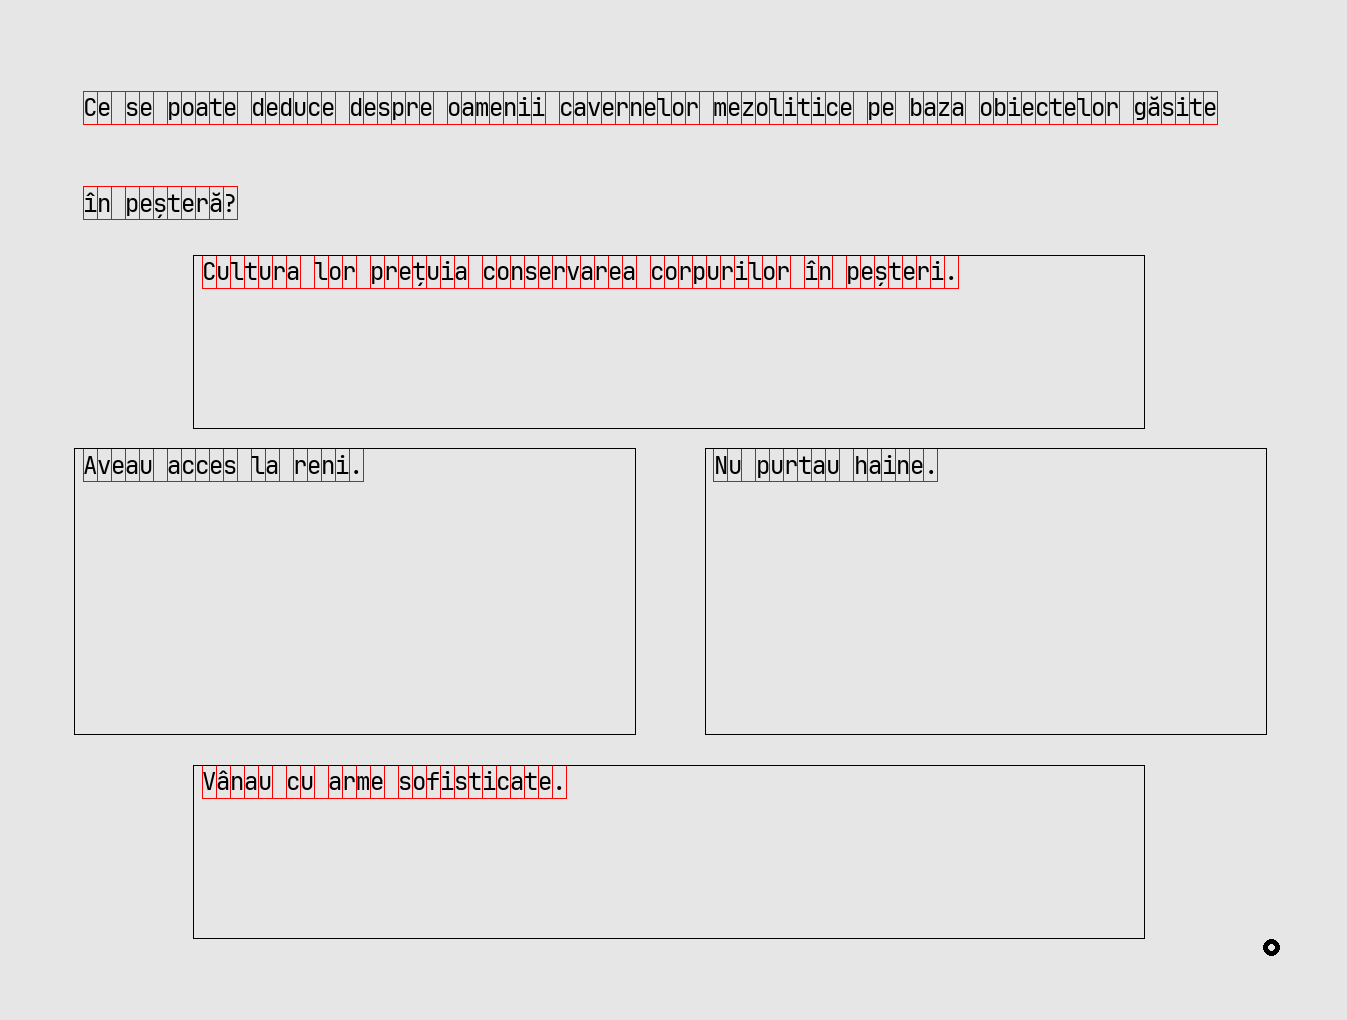 Ce se poate deduce despre oamenii cavernelor mezolitice pe baza obiectelor găsite
în peșteră?
Cultura lor prețuia conservarea corpurilor în peșteri.
Aveau acces la reni.
Nu purtau haine.
Vânau cu arme sofisticate.